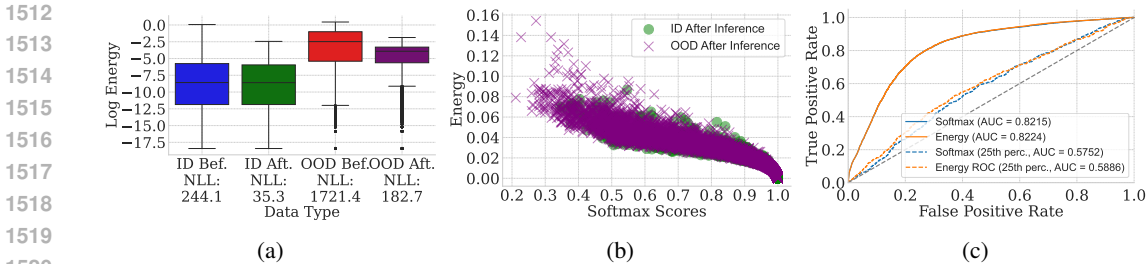 1512
1513
1514
1515
1516
1517
1518
1519
Log Energy
0.0
−2.5
−5.0
−7.5
−10.0
−12.5
−15.0
−17.5
ID Bef. ID Aft. OOD Bef. OOD Aft.
NLL: NLL: NLL: NLL:
244.1 35.3 1721.4 182.7
Data Type
(a)
Energy
0.16
0.14
0.12
0.10
0.08
0.06
0.04
0.02
0.00
ID After Inference
OOD After Inference
0.2 0.3 0.4 0.5 0.6 0.7 0.8 0.9 1.0
Softmax Scores
(b)
True Positive Rate
1.0
0.8
0.6
0.4
0.2
0.0
Softmax (AUC = 0.8215)
Energy (AUC = 0.8224)
Softmax (25th perc., AUC = 0.5752)
Energy ROC (25th perc., AUC = 0.5886)
0.0 0.2 0.4 0.6 0.8 1.0
False Positive Rate
(c)